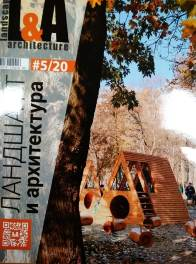 landscape
L&A
architecture
#5/20
ЛАНДШАФТ
и архитектура